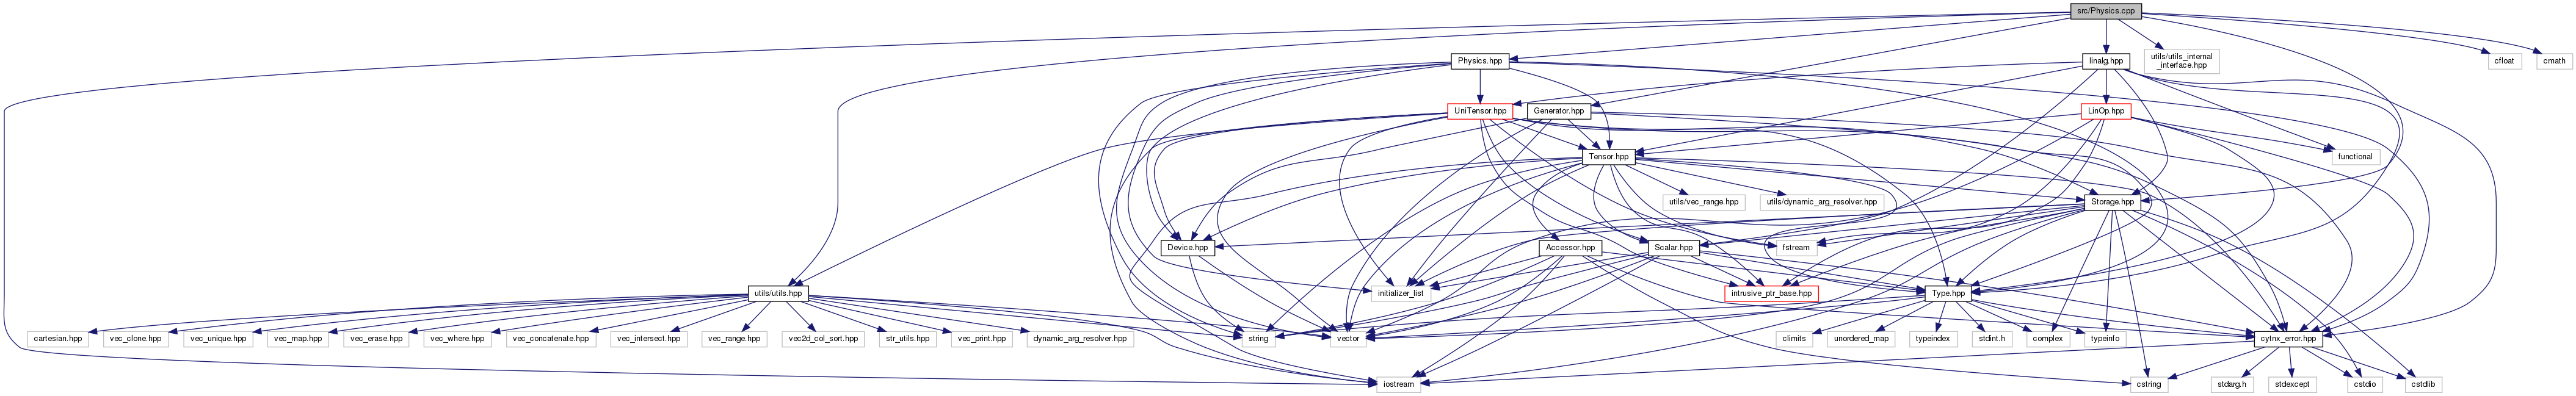 src/Physics.cpp
Physics.hpp
linalg.hpp
utils/utils_internal
_interface.hpp
cfloat
cmath
UniTensor.hpp
Generator.hpp
LinOp.hpp
Tensor.hpp
functional
utils/vec_range.hpp
utils/dynamic_arg_resolver.hpp
Storage.hpp
Device.hpp
Accessor.hpp
Scalar.hpp
fstream
utils/utils.hpp
initializer_list
intrusive_ptr_base.hpp
Type.hpp
cartesian.hpp
vec_clone.hpp
vec_unique.hpp
vec_map.hpp
vec_erase.hpp
vec_where.hpp
vec_concatenate.hpp
vec_intersect.hpp
vec_range.hpp
vec2d_col_sort.hpp
str_utils.hpp
vec_print.hpp
dynamic_arg_resolver.hpp
string
vector
climits
unordered_map
typeindex
stdint.h
complex
typeinfo
cytnx_error.hpp
iostream
cstring
stdarg.h
stdexcept
cstdio
cstdlib